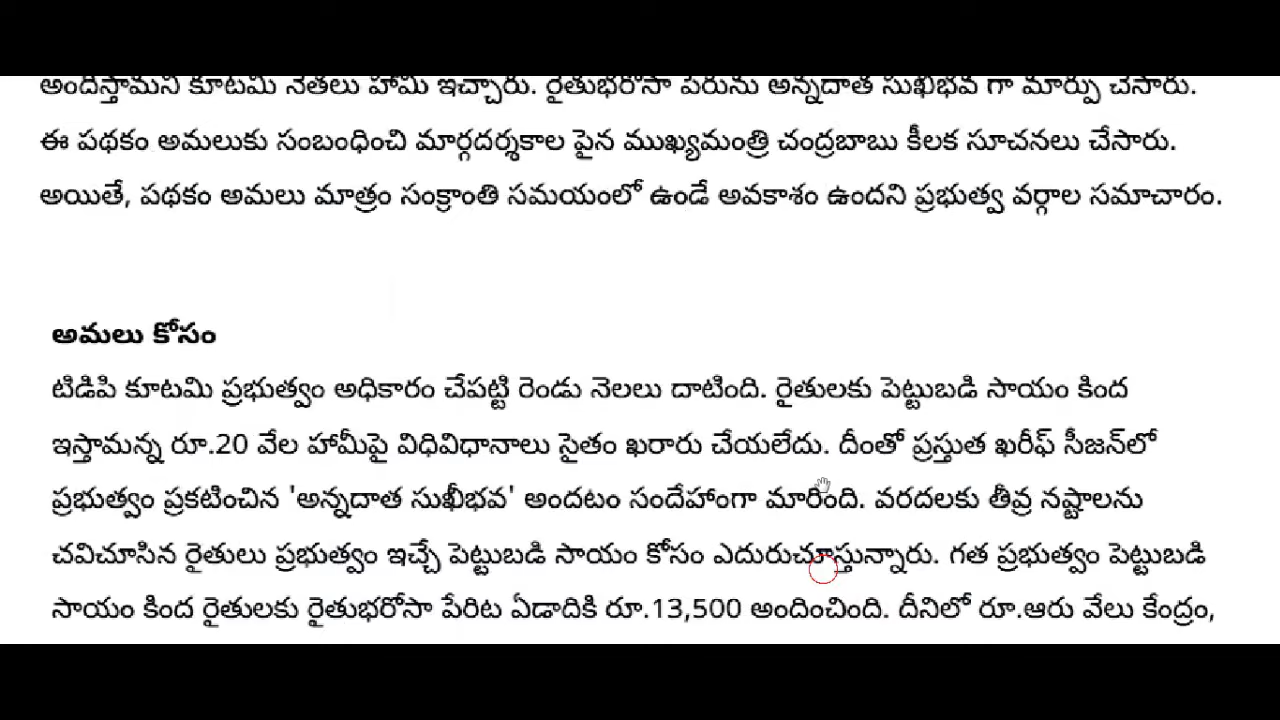 అందిస్తామని కూటమి నేతలు హామీ ఇచ్చారు. రైతుభరోసా పేరును అన్నదాత సుఖీభవ గా మార్పు చేసారు.
ఈ పథకం అమలుకు సంబంధించి మార్గదర్శకాల పైన ముఖ్యమంత్రి చంద్రబాబు కీలక సూచనలు చేసారు.
అయితే, పథకం అమలు మాత్రం సంక్రాంతి సమయంలో ఉండే అవకాశం ఉందని ప్రభుత్వ వర్గాల సమాచారం.
అమలు కోసం
టిడిపి కూటమి ప్రభుత్వం అధికారం చేపట్టి రెండు నెలలు దాటింది. రైతులకు పెట్టుబడి సాయం కింద
ఇస్తామన్న రూ.20 వేల హామీపై విధివిధానాలు సైతం ఖరారు చేయలేదు. దీంతో ప్రస్తుత ఖరీఫ్ సీజన్‌లో
ప్రభుత్వం ప్రకటించిన 'అన్నదాత సుఖీభవ' అందటం సందేహంగా మారింది. వరదలకు తీవ్ర నష్టాలను
చవిచూసిన రైతులు ప్రభుత్వం ఇచ్చే పెట్టుబడి సాయం కోసం ఎదురుచూస్తున్నారు. గత ప్రభుత్వం పెట్టుబడి
సాయం కింద రైతులకు రైతుభరోసా పేరిట ఏడాదికి రూ.13,500 అందించింది. దీనిలో రూ.ఆరు వేలు కేంద్రం,